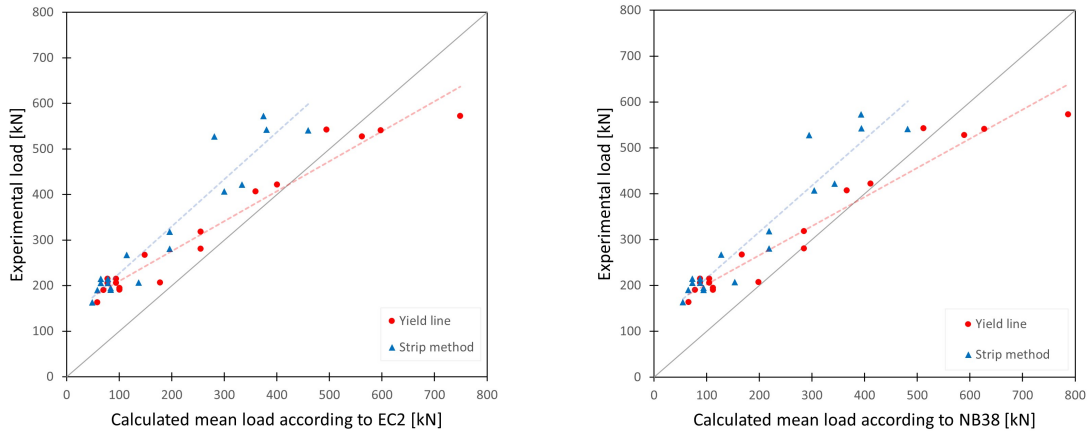 800
700
600
500
400
300
200
100
0
0 100 200 300 400 500 600 700 800
Experimental load [kN]
Calculated mean load according to EC2 [kN]
Yield line
Strip method
800
700
600
500
400
300
200
100
0
0 100 200 300 400 500 600 700 800
Experimental load [kN]
Calculated mean load according to NB38 [kN]
Yield line
Strip method